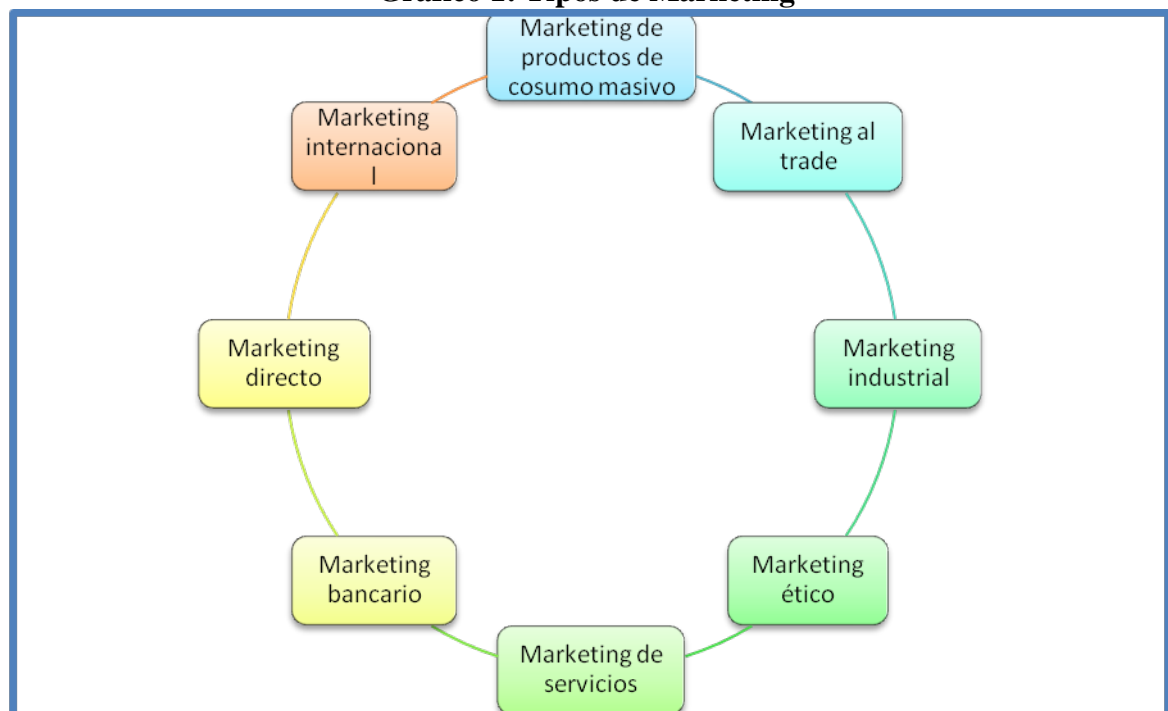 Marketing de
productos de
cosumo masivo
Marketing al
trade
Marketing
industrial
Marketing
ético
Marketing de
servicios
Marketing
bancario
Marketing
directo
Marketing
internaciona
l